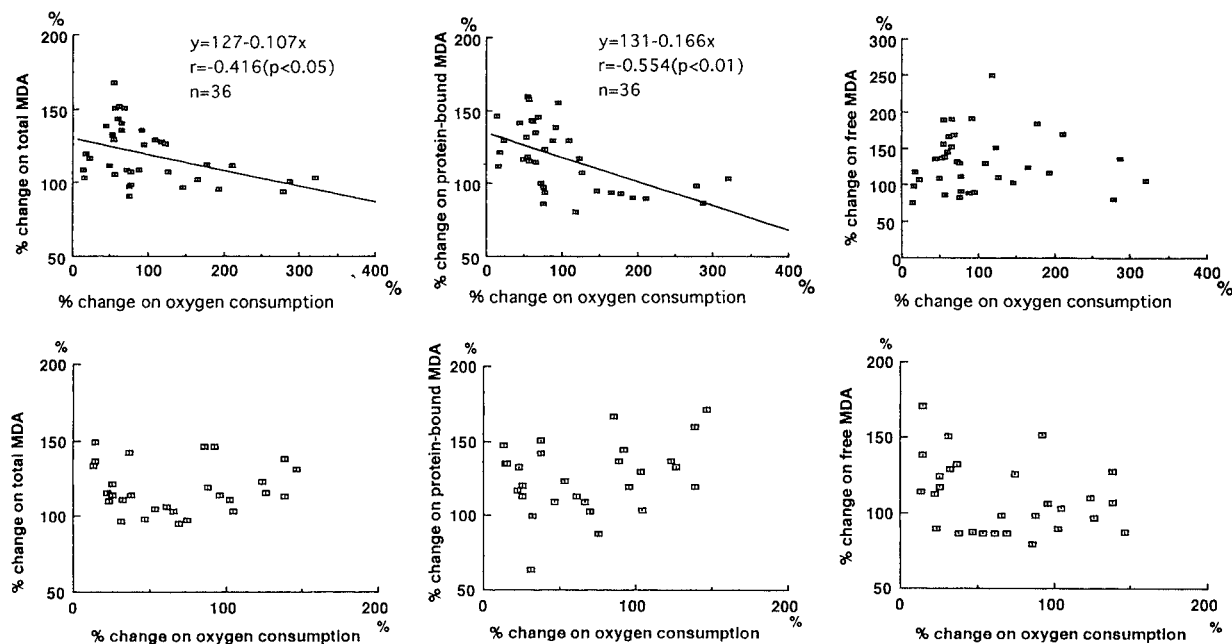 %
200
150
100
50
0 100 200 300 400
%
% change on total MDA
% change on oxygen consumption
y=127-0.107x
r=-0.416(p<0.05)
n=36
%
200
150
100
50
0 100 200 300 400
%
% change on protein-bound MDA
% change on oxygen consumption
y=131-0.166x
r=-0.554(p<0.01)
n=36
%
300
250
200
150
100
50
0
0 100 200 300 400
%
% change on free MDA
% change on oxygen consumption
%
200
150
100
50
0 100 200
%
% change on total MDA
% change on oxygen consumption
%
200
150
100
50
0 100 200
%
% change on protein-bound MDA
% change on oxygen consumption
%
200
150
100
50
0 100 200
%
% change on free MDA
% change on oxygen consumption